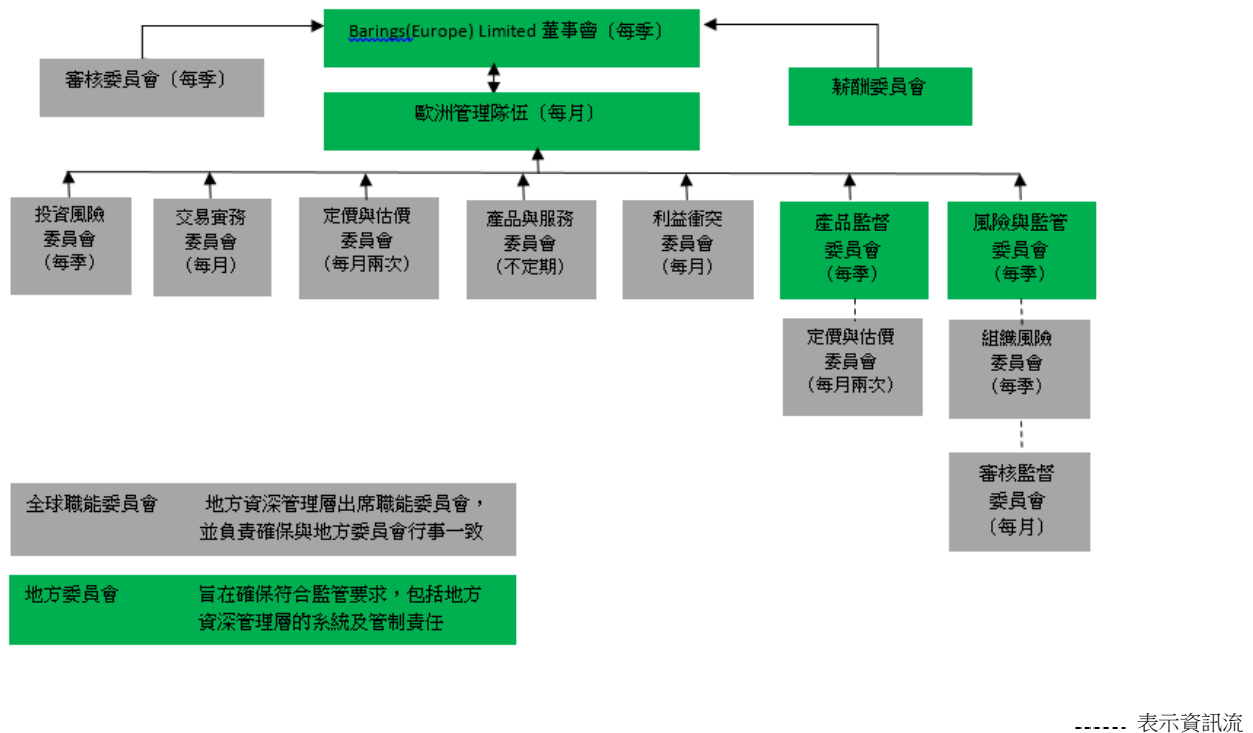 Barings(Europe) Limited 董事會（每季）
審核委員會（每季）
薪酬委員會
歐洲管理隊伍（每月）
投資風險
委員會
(每季)
交易實務
委員會
(每月)
定價與估價
委員會
(每月兩次)
產品與服務
委員會
(不定期)
利益衝突
委員會
(每月)
產品監督
委員會
(每季)
風險與監管
委員會
(每季)
定價與估價
委員會
(每月兩次)
組織風險
委員會
(每季)
審核監督
委員會
(每月)
全球職能委員會 地方資深管理層出席職能委員會，
並負責確保與地方委員會行事一致
地方委員會 旨在確保符合監管要求，包括地方
資深管理層的系統及管制責任
------ 表示資訊流